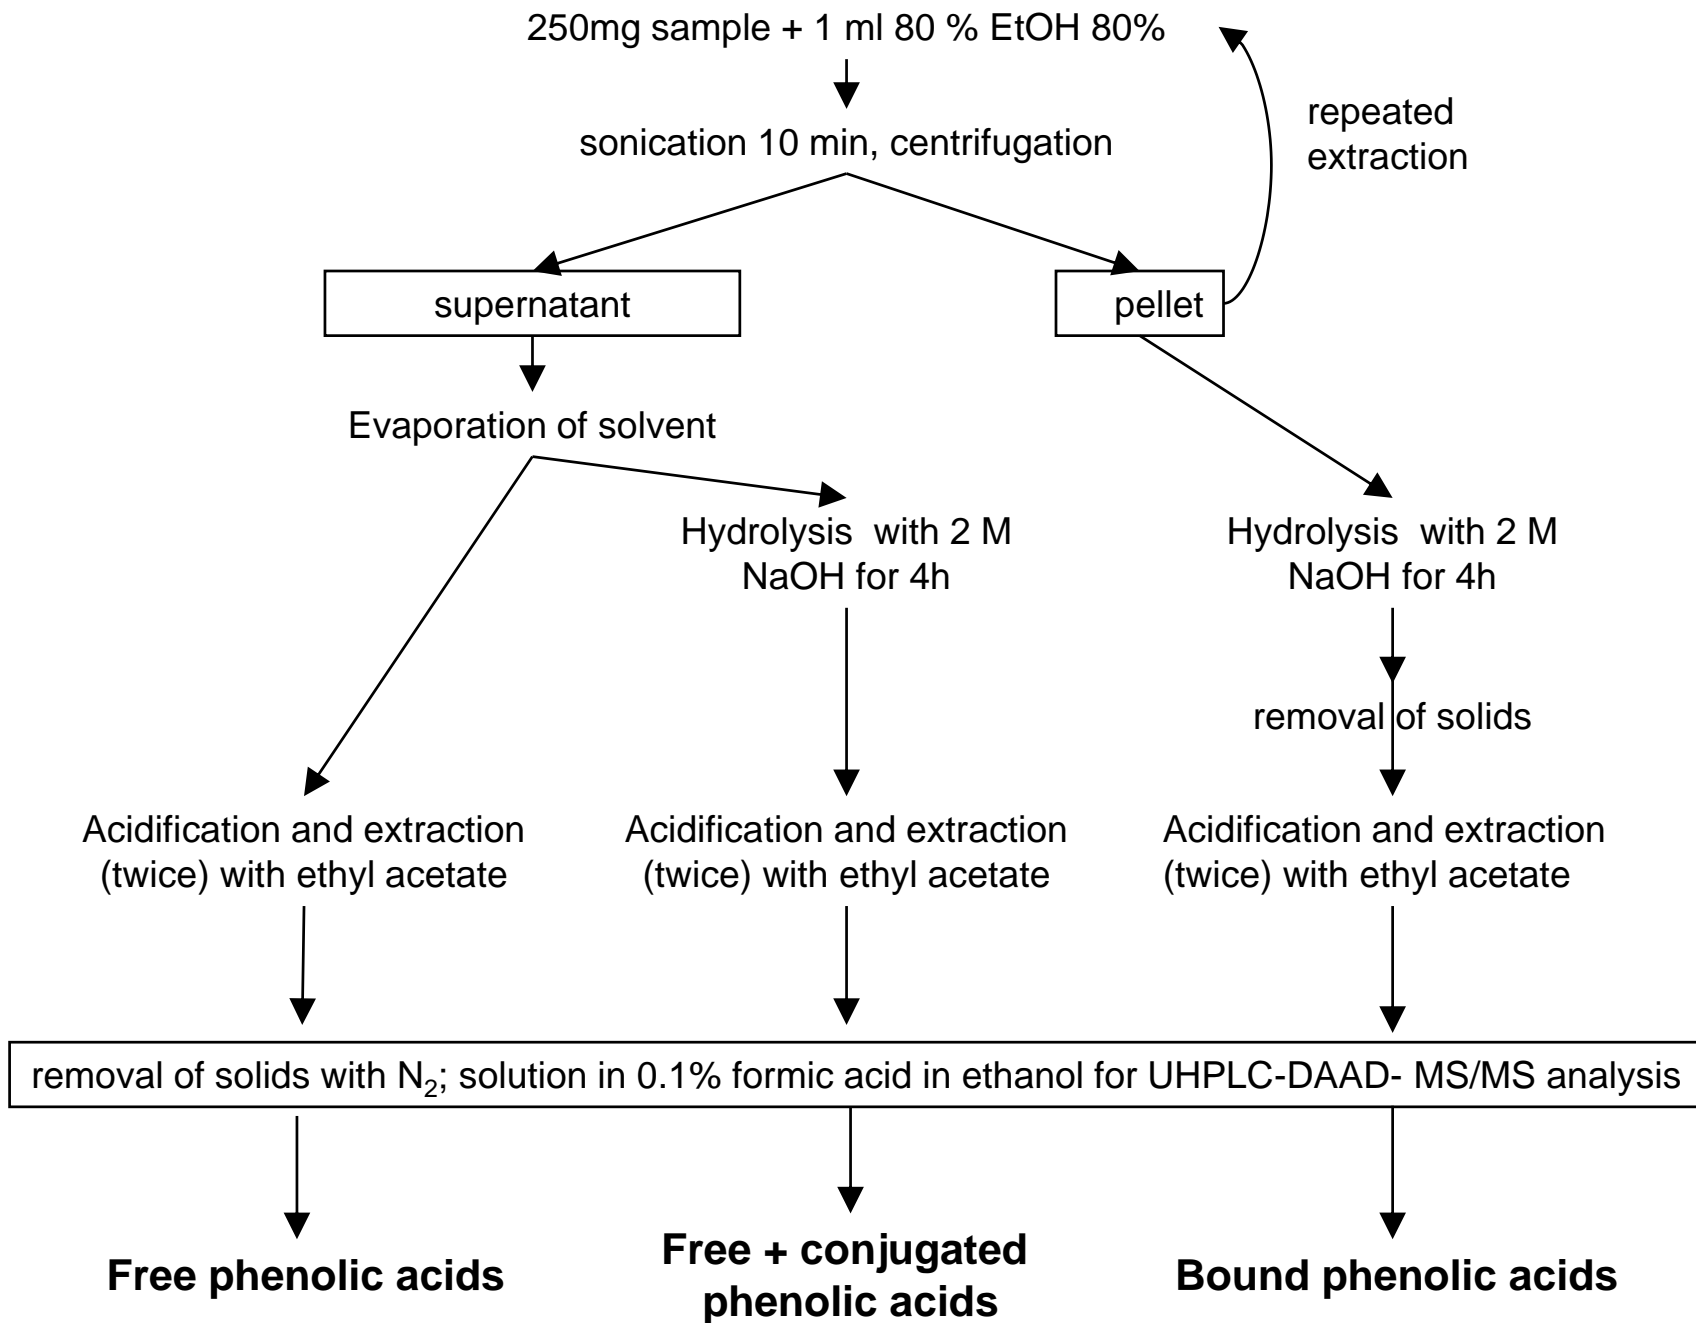 250mg sample + 1 ml 80 % EtOH 80%
repeated
extraction
sonication 10 min, centrifugation
supernatant
pellet
Evaporation of solvent
Hydrolysis  with 2 M
NaOH for 4h
Hydrolysis  with 2 M
NaOH for 4h
removal of solids
Acidification and extraction
(twice) with ethyl acetate
Acidification and extraction
(twice) with ethyl acetate
Acidification and extraction
(twice) with ethyl acetate
removal of solids with N₂; solution in 0.1% formic acid in ethanol for UHPLC-DAAD- MS/MS analysis
Free phenolic acids
Free + conjugated
phenolic acids
Bound phenolic acids